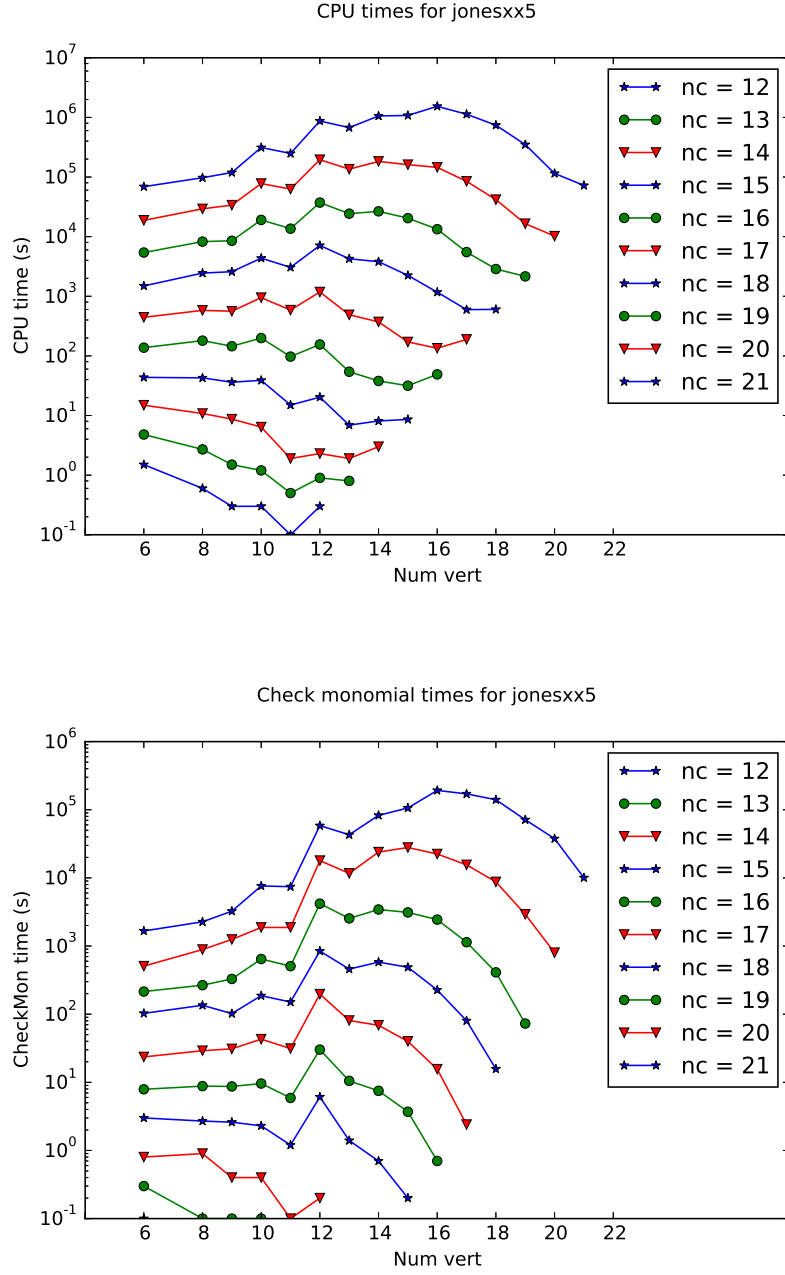 CPU times for jonesxx5
10^7
10^6
10^5
10^4
10^3
10^2
10^1
10^0
10^-1
CPU time (s)
6 8 10 12 14 16 18 20 22
Num vert
nc = 12
nc = 13
nc = 14
nc = 15
nc = 16
nc = 17
nc = 18
nc = 19
nc = 20
nc = 21
Check monomial times for jonesxx5
10^6
10^5
10^4
10^3
10^2
10^1
10^0
10^-1
CheckMon time (s)
6 8 10 12 14 16 18 20 22
Num vert
nc = 12
nc = 13
nc = 14
nc = 15
nc = 16
nc = 17
nc = 18
nc = 19
nc = 20
nc = 21